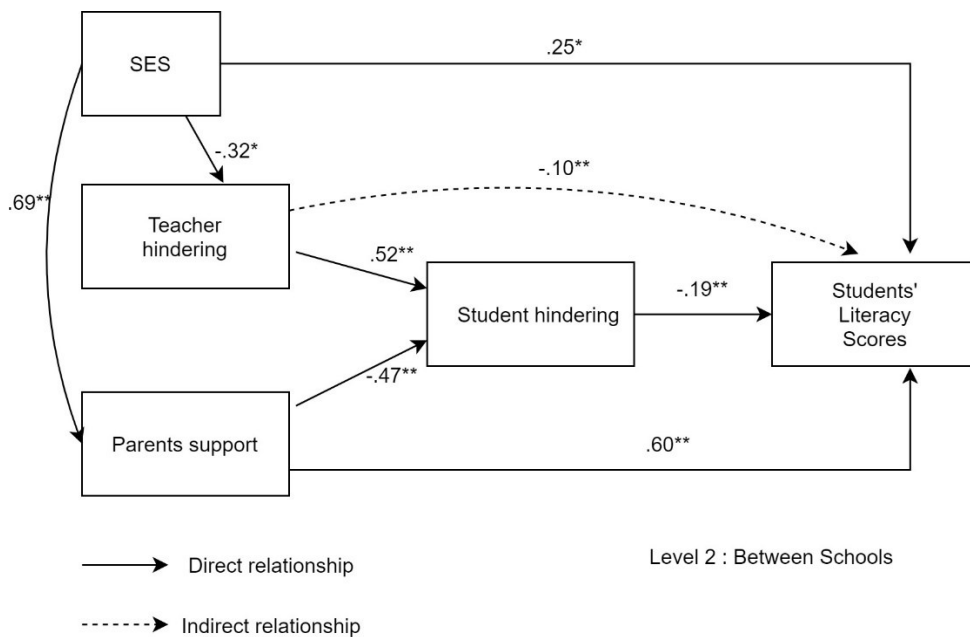 SES
.25*
-.32*
.69**
Teacher
hindering
-.10**
.52**
Student hindering
-.19**
Students'
Literacy
Scores
-.47**
Parents support
.60**
Direct relationship
Level 2 : Between Schools
Indirect relationship